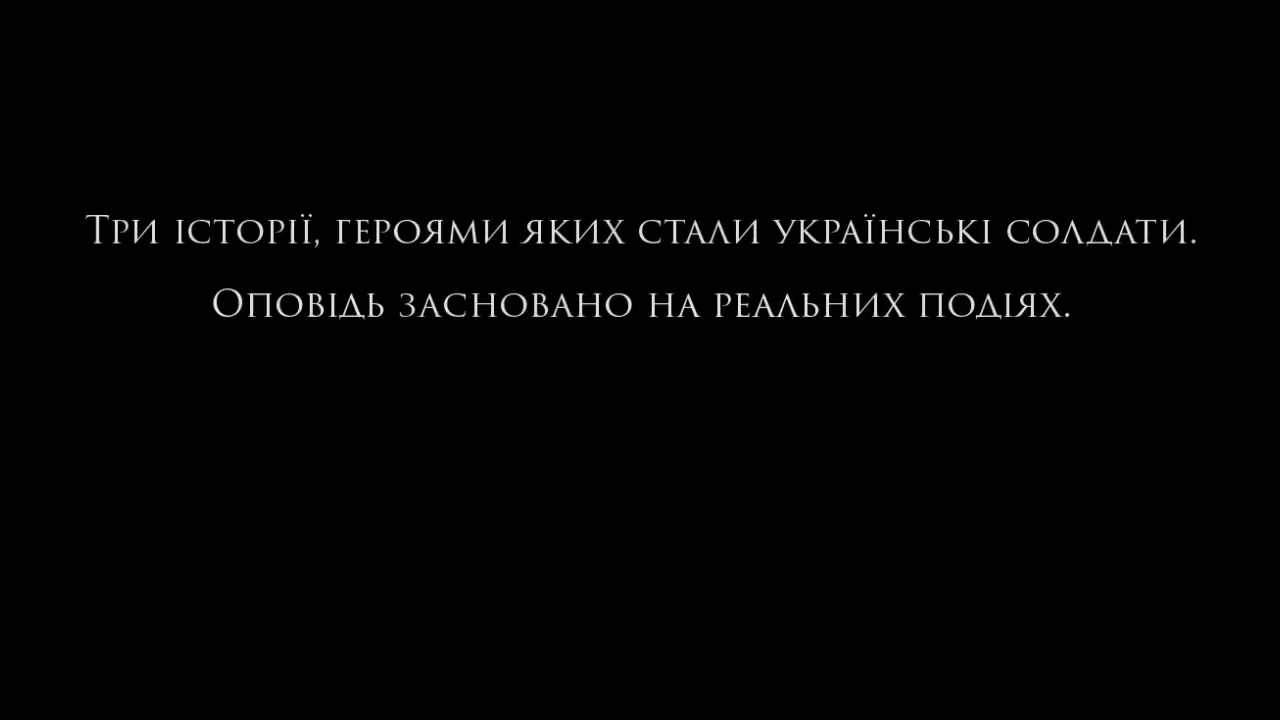 Три історії, героями яких стали українські солдати.
Оповідь засновано на реальних подіях.